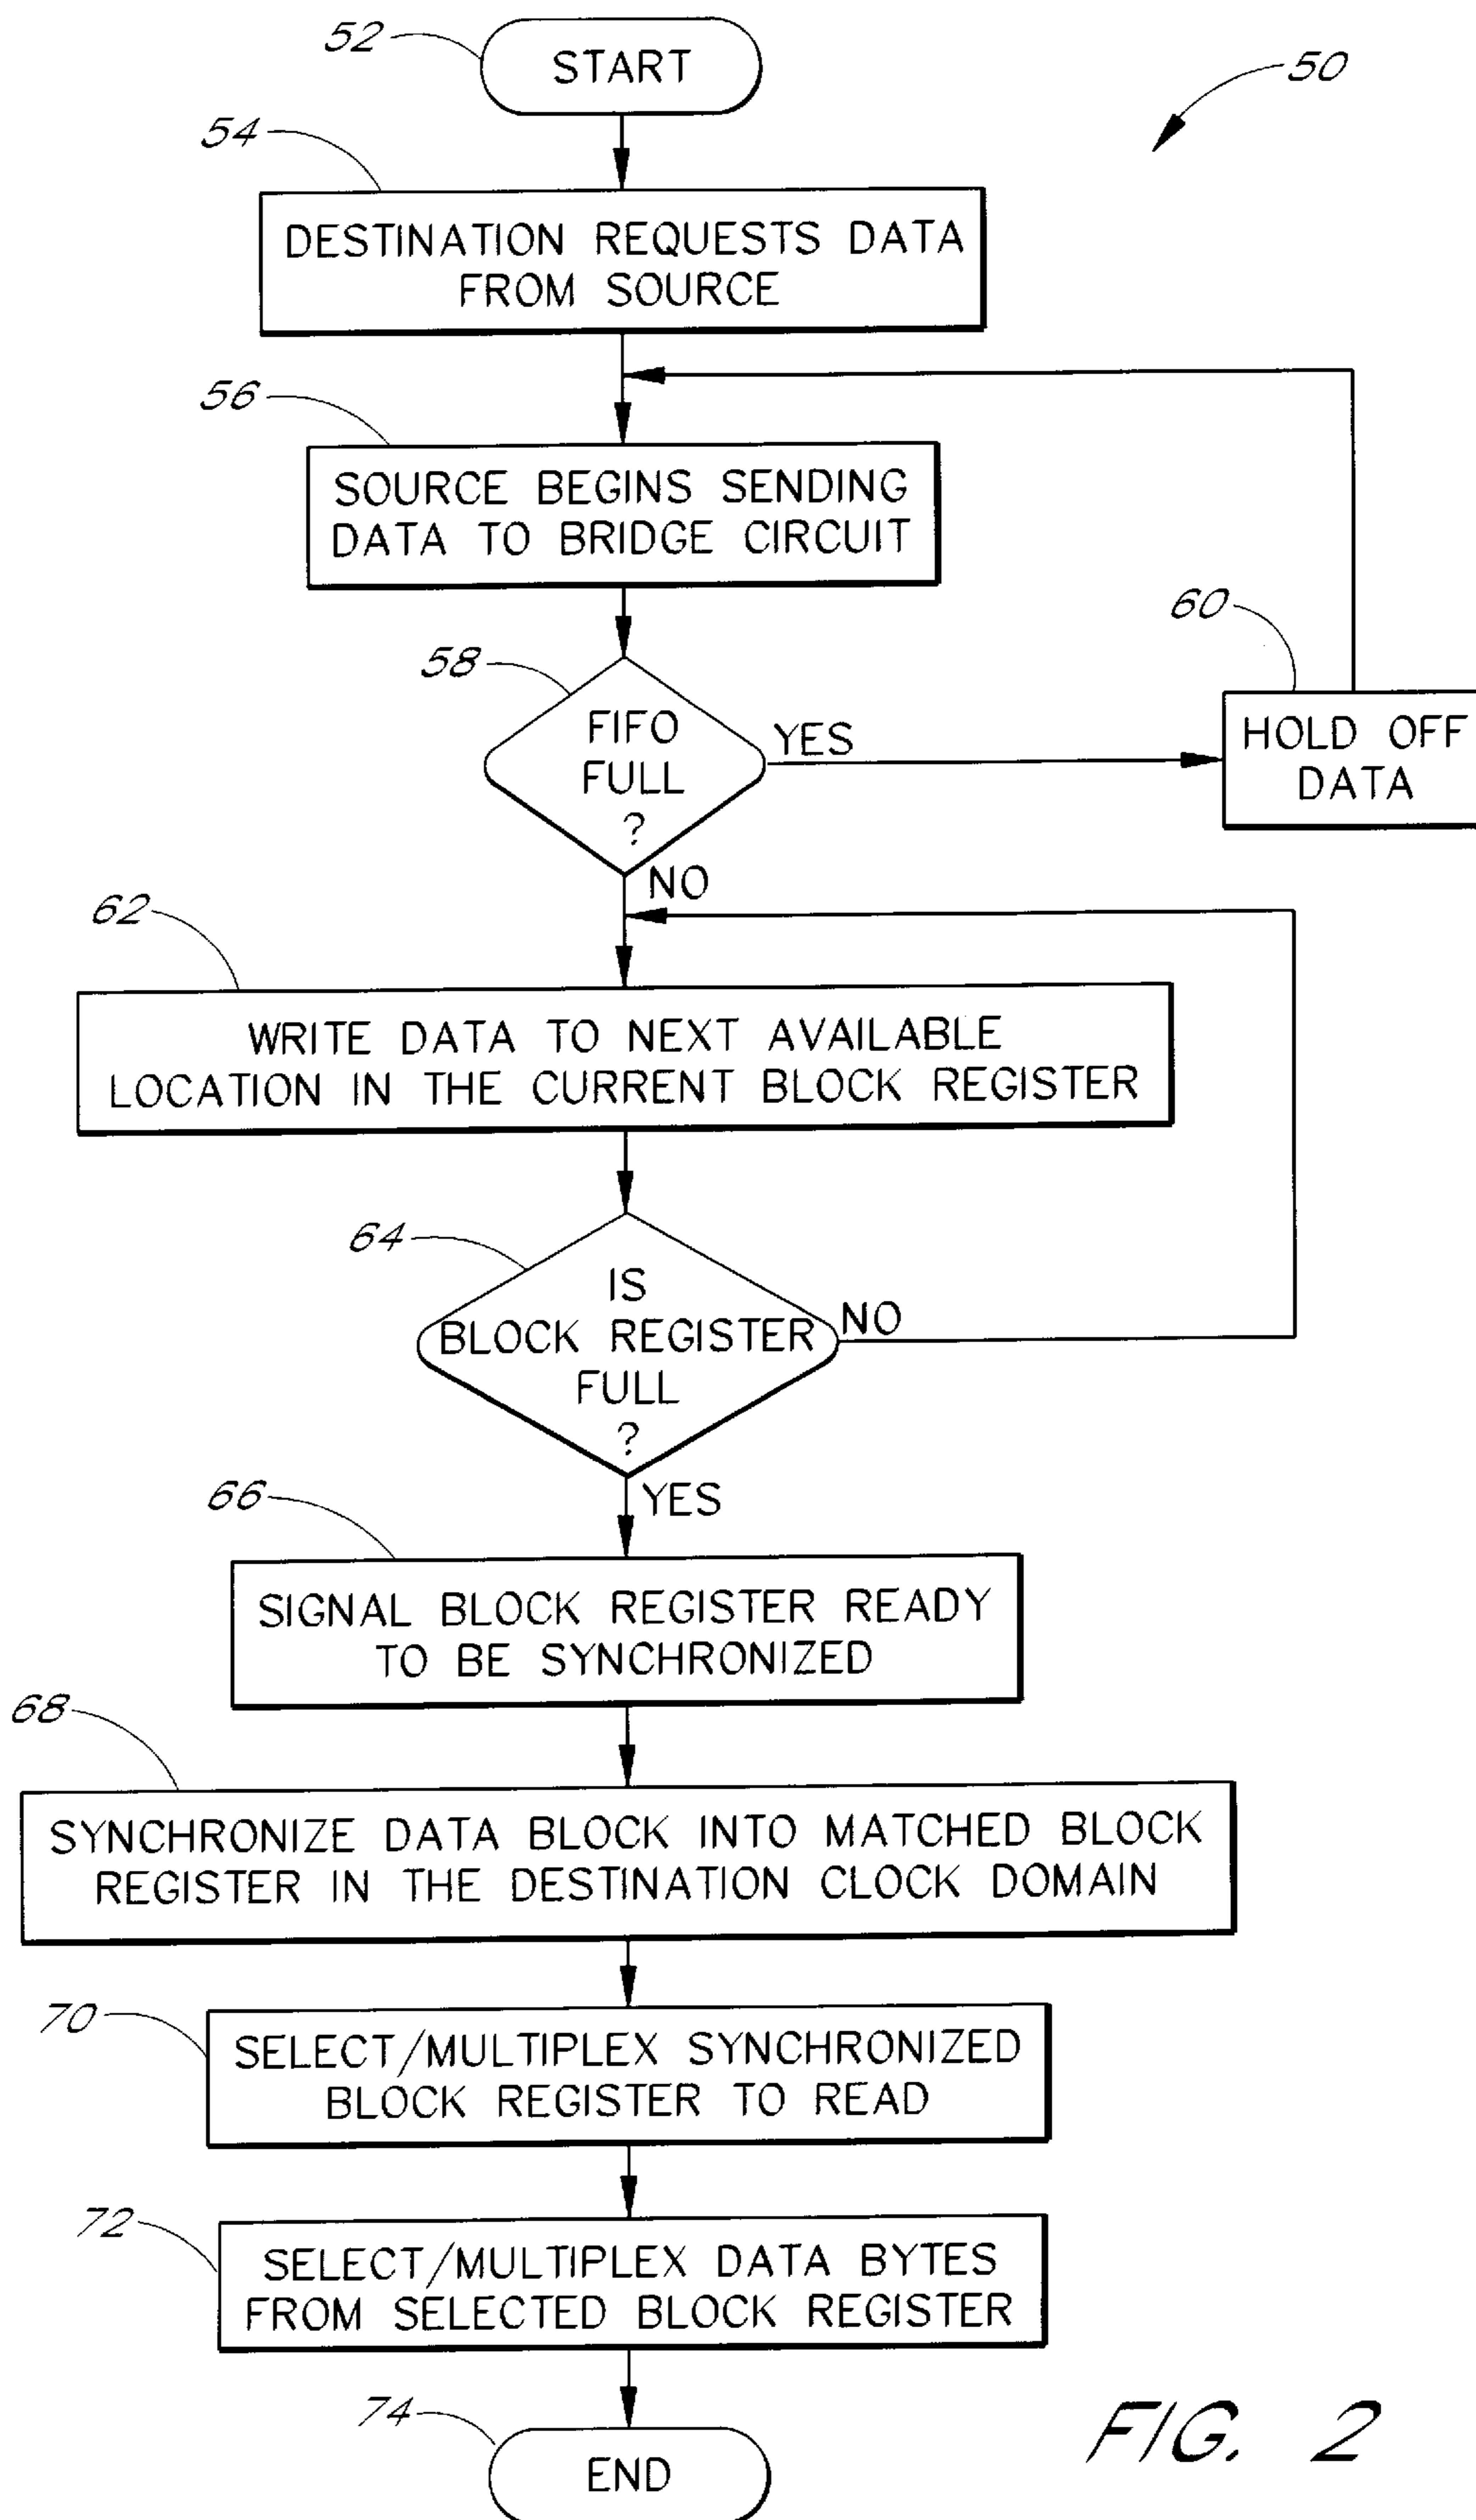 52
START
50
54
DESTINATION REQUESTS DATA
FROM SOURCE
56
SOURCE BEGINS SENDING
DATA TO BRIDGE CIRCUIT
60
58
FIFO
FULL
?
YES
HOLD OFF
DATA
NO
62
WRITE DATA TO NEXT AVAILABLE
LOCATION IN THE CURRENT BLOCK REGISTER
64
IS
BLOCK REGISTER
FULL
?
NO
YES
66
SIGNAL BLOCK REGISTER READY
TO BE SYNCHRONIZED
68
SYNCHRONIZE DATA BLOCK INTO MATCHED BLOCK
REGISTER IN THE DESTINATION CLOCK DOMAIN
70
SELECT/MULTIPLEX SYNCHRONIZED
BLOCK REGISTER TO READ
72
SELECT/MULTIPLEX DATA BYTES
FROM SELECTED BLOCK REGISTER
74
END
FIG. 2